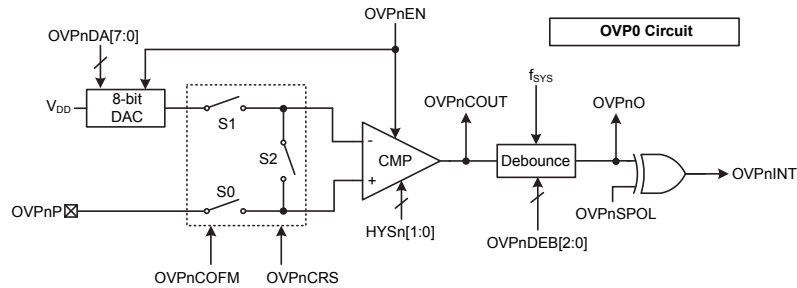 OVPnEN
OVP0 Circuit
OVPnDA[7:0]
fSYS
VDD
8-bit
DAC
S1
OVPnCOUT
OVPnO
S2
-
CMP
+
Debounce
OVPnINT
S0
OVPnP
HYSn[1:0]
OVPnSPOL
OVPnDEB[2:0]
OVPnCOFM
OVPnCRS